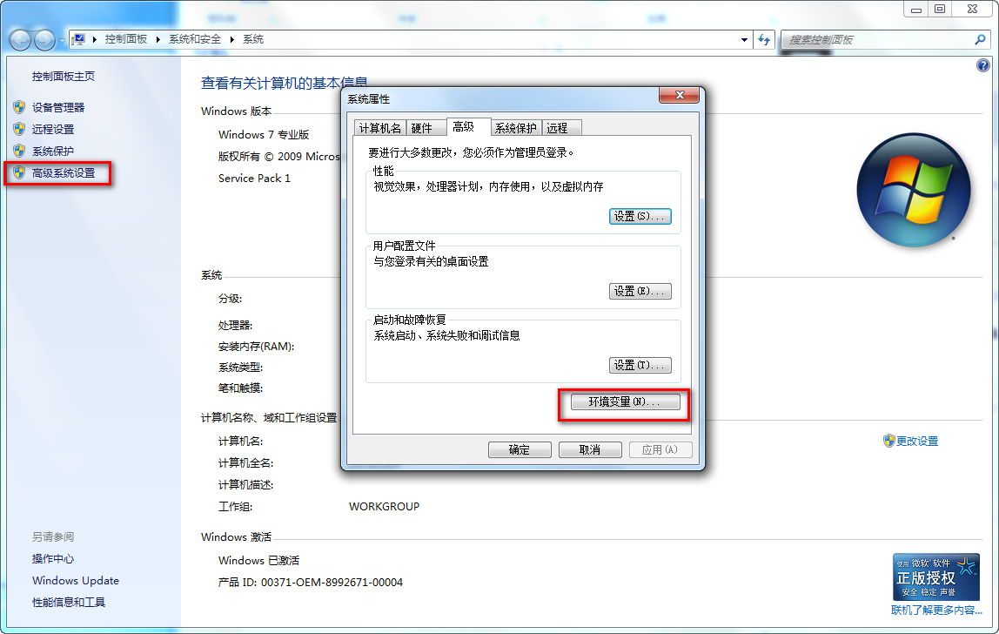 控制面板 ▸ 系统和安全 ▸ 系统
搜索控制面板
控制面板主页
设备管理器
远程设置
系统保护
高级系统设置
另请参阅
操作中心
Windows Update
性能信息和工具
查看有关计算机的基本信息
Windows 版本
Windows 7 专业版
版权所有 © 2009 Micros
Service Pack 1
系统
分级:
处理器:
安装内存(RAM):
系统类型:
笔和触摸:
计算机名称、域和工作组设置
计算机名:
计算机全名:
计算机描述:
工作组: WORKGROUP
更改设置
Windows 激活
Windows 已激活
产品 ID: 00371-OEM-8992671-00004
使用 微软 软件
正版授权
安全 稳定 声誉
联机了解更多内容...
系统属性
计算机名 硬件 高级 系统保护 远程
要进行大多数更改，您必须作为管理员登录。
性能
视觉效果，处理器计划，内存使用，以及虚拟内存
设置(S)...
用户配置文件
与您登录有关的桌面设置
设置(E)...
启动和故障恢复
系统启动、系统失败和调试信息
设置(T)...
环境变量(N)...
确定 取消 应用(A)